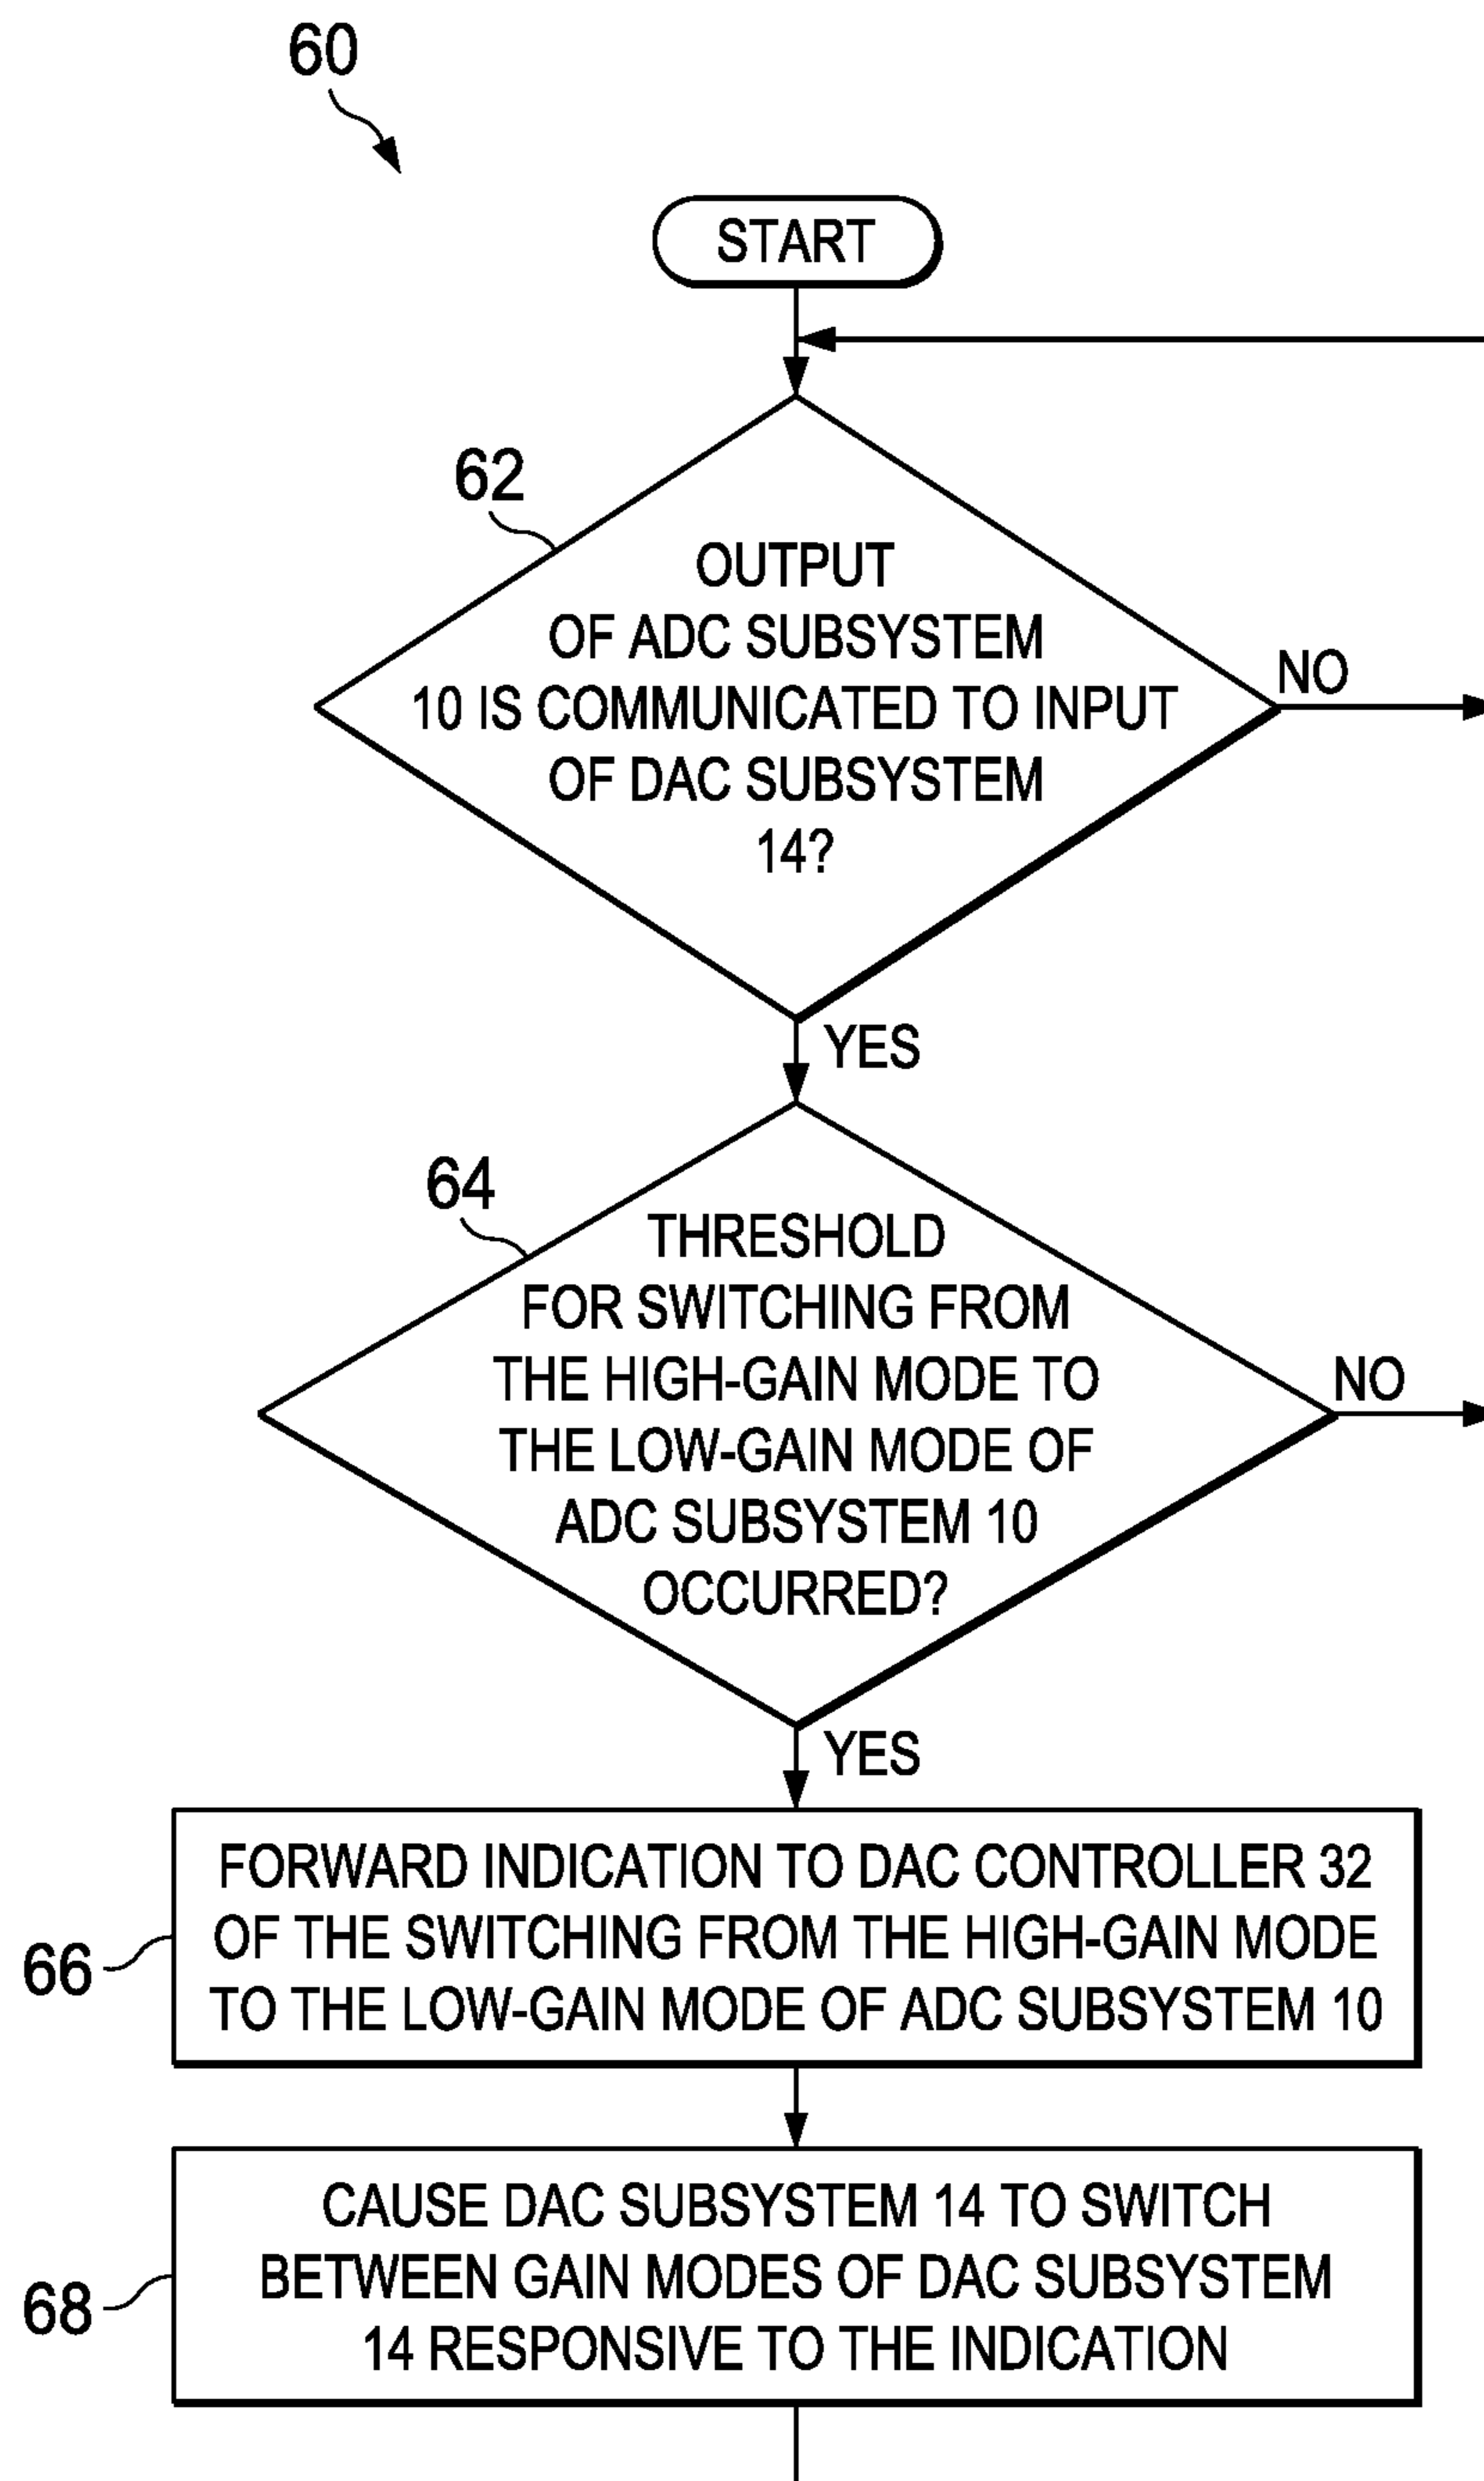 60
START
62
OUTPUT
OF ADC SUBSYSTEM
10 IS COMMUNICATED TO INPUT
OF DAC SUBSYSTEM
14?
NO
YES
64
THRESHOLD
FOR SWITCHING FROM
THE HIGH-GAIN MODE TO
THE LOW-GAIN MODE OF
ADC SUBSYSTEM 10
OCCURRED?
NO
YES
66
FORWARD INDICATION TO DAC CONTROLLER 32
OF THE SWITCHING FROM THE HIGH-GAIN MODE
TO THE LOW-GAIN MODE OF ADC SUBSYSTEM 10
68
CAUSE DAC SUBSYSTEM 14 TO SWITCH
BETWEEN GAIN MODES OF DAC SUBSYSTEM
14 RESPONSIVE TO THE INDICATION